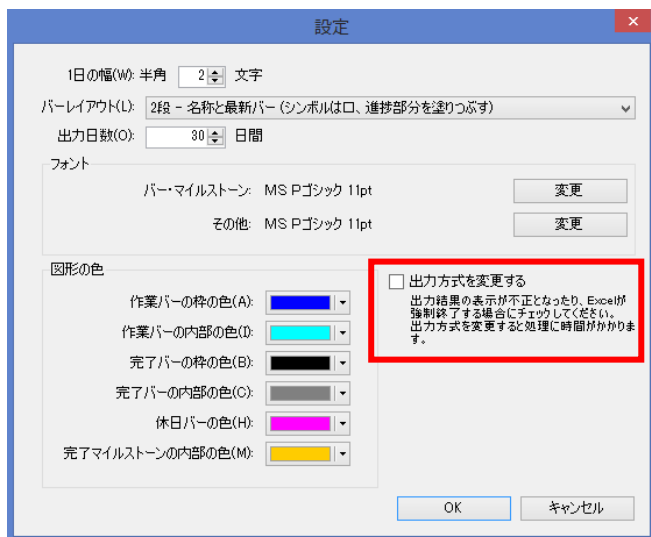 設定
×
1日の幅(W): 半角 2 文字
バーレイアウト(L): 2段 - 名称と最新バー (シンボルは口、進捗部分を塗りつぶす)
出力日数(O): 30 日間
フォント
バー・マイルストーン: MS Pゴシック 11pt 変更
その他: MS Pゴシック 11pt 変更
図形の色
作業バーの枠の色(A):
作業バーの内部の色(I):
完了バーの枠の色(B):
完了バーの内部の色(C):
休日バーの色(H):
完了マイルストーンの内部の色(M):
出力方式を変更する
出力結果の表示が不正となったり、Excelが
強制終了する場合にチェックしてください。
出力方式を変更すると処理に時間がかかりま
す。
OK キャンセル